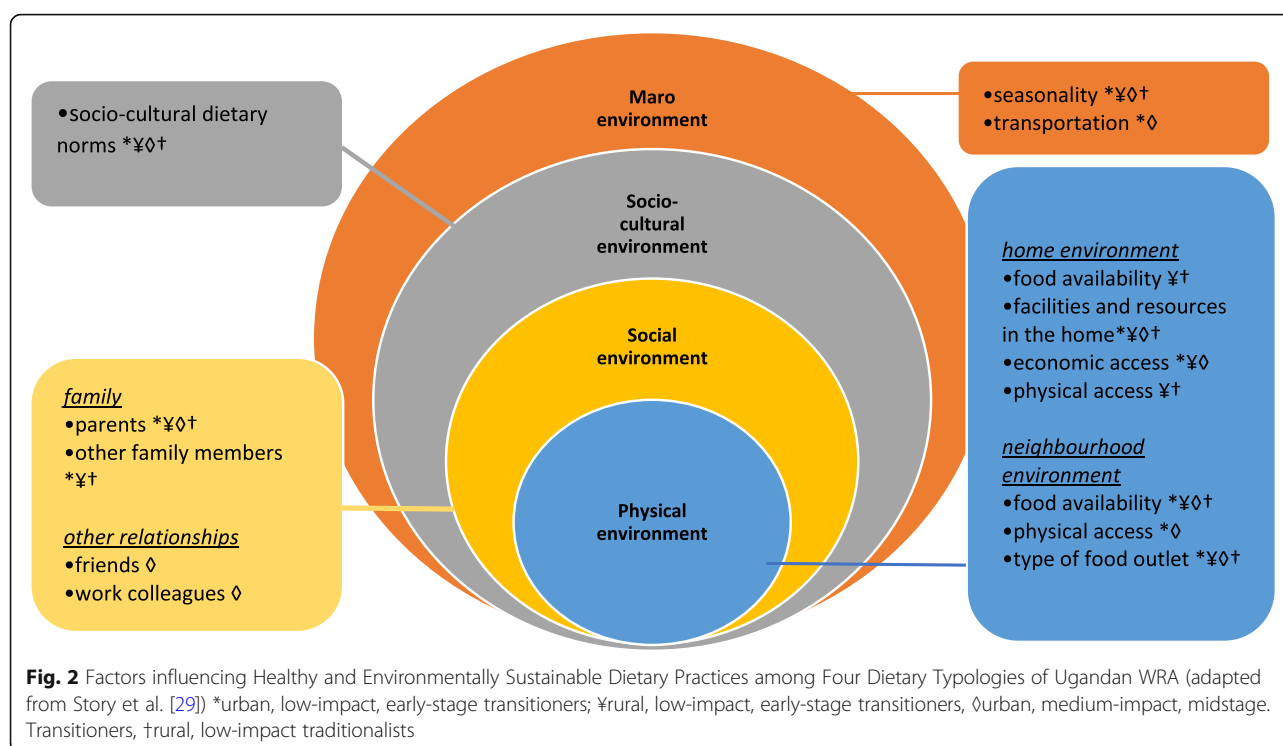 •socio-cultural dietary
norms *¥◊†
Maro
environment
•seasonality *¥◊†
•transportation *◊
Socio-
cultural
environment
home environment
•food availability ¥†
•facilities and resources
in the home*¥◊†
•economic access *¥◊
•physical access ¥†
neighbourhood
environment
•food availability *¥◊†
•physical access *◊
•type of food outlet *¥◊†
Social
environment
family
•parents *¥◊†
•other family members
*¥†
other relationships
•friends ◊
•work colleagues ◊
Physical
environment
Fig. 2 Factors influencing Healthy and Environmentally Sustainable Dietary Practices among Four Dietary Typologies of Ugandan WRA (adapted
from Story et al. [29]) *urban, low-impact, early-stage transitioners; ¥rural, low-impact, early-stage transitioners, ◊urban, medium-impact, midstage.
Transitioners, †rural, low-impact traditionalists